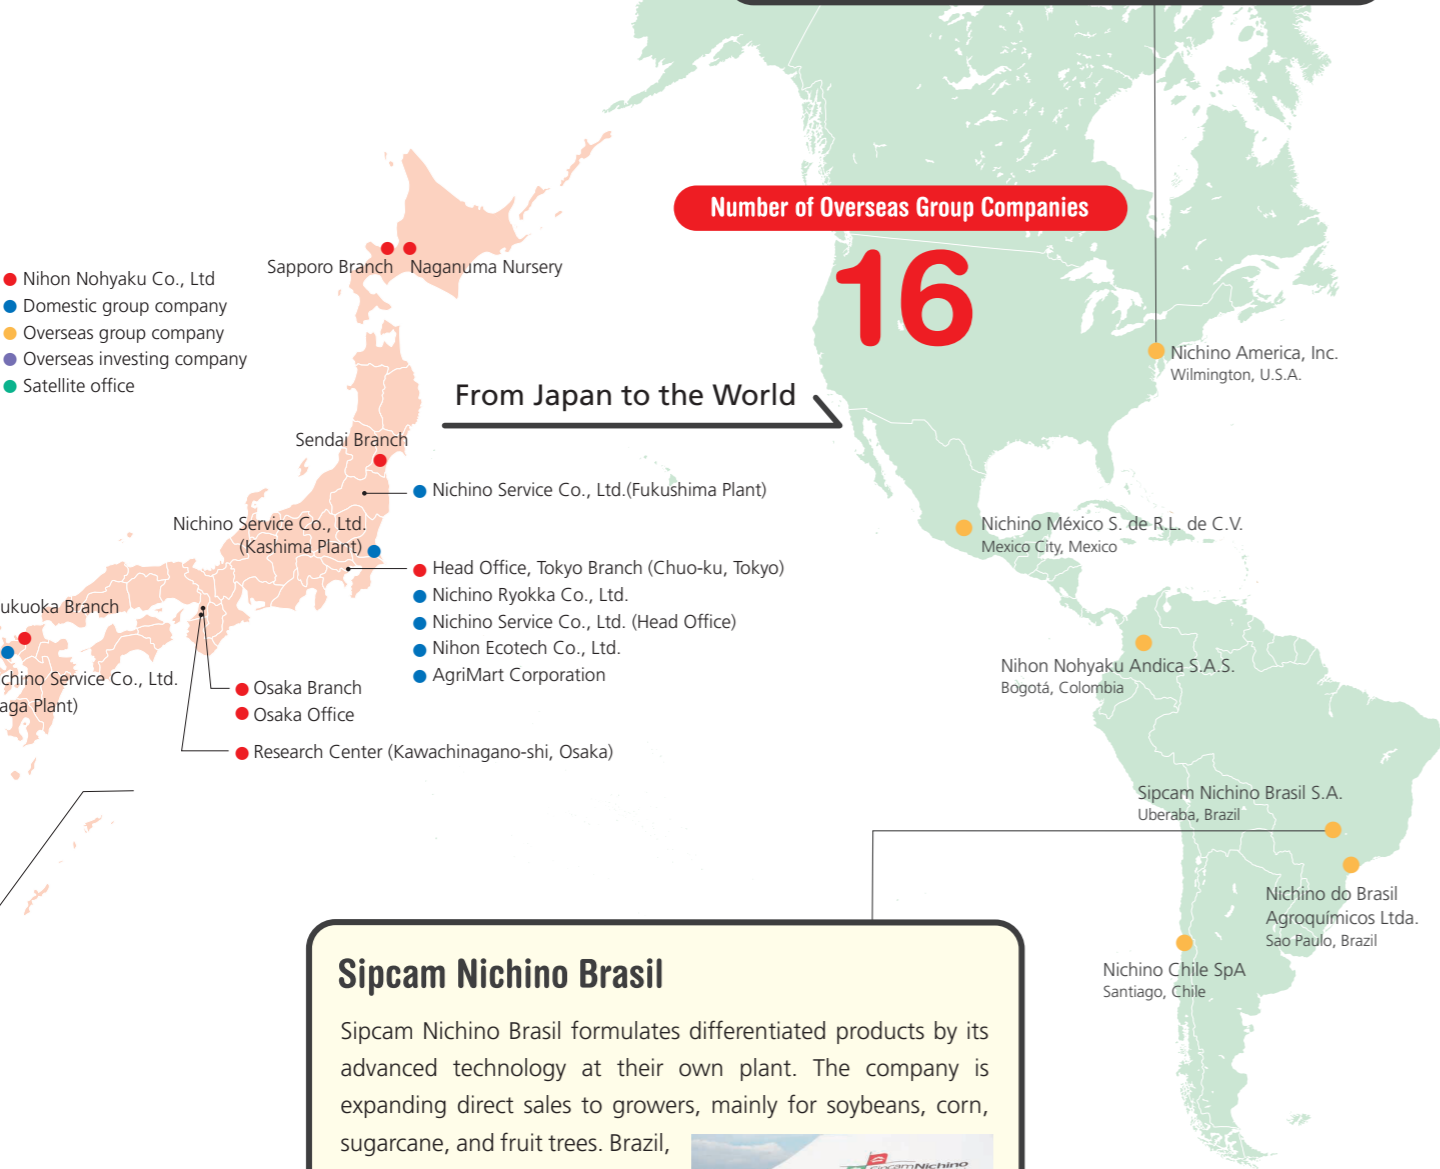 Number of Overseas Group Companies
16
Sapporo Branch
Naganuma Nursery
Nihon Nohyaku Co., Ltd
Domestic group company
Overseas group company
Overseas investing company
Satellite office
Nichino America, Inc.
Wilmington, U.S.A.
From Japan to the World
Sendai Branch
Nichino Service Co., Ltd.(Fukushima Plant)
Nichino Service Co., Ltd.
(Kashima Plant)
Nichino México S. de R.L. de C.V.
Mexico City, Mexico
Head Office, Tokyo Branch (Chuo-ku, Tokyo)
Nichino Ryokka Co., Ltd.
Nichino Service Co., Ltd. (Head Office)
Nihon Ecotech Co., Ltd.
AgriMart Corporation
ukuoka Branch
chino Service Co., Ltd.
aga Plant)
Osaka Branch
Osaka Office
Research Center (Kawachinagano-shi, Osaka)
Nihon Nohyaku Andica S.A.S.
Bogotá, Colombia
Sipcam Nichino Brasil S.A.
Uberaba, Brazil
Nichino do Brasil
Agroquímicos Ltda.
Sao Paulo, Brazil
Nichino Chile SpA
Santiago, Chile
Sipcam Nichino Brasil
Sipcam Nichino Brasil formulates differentiated products by its
advanced technology at their own plant. The company is
expanding direct sales to growers, mainly for soybeans, corn,
sugarcane, and fruit trees. Brazil,
SipcamNichino